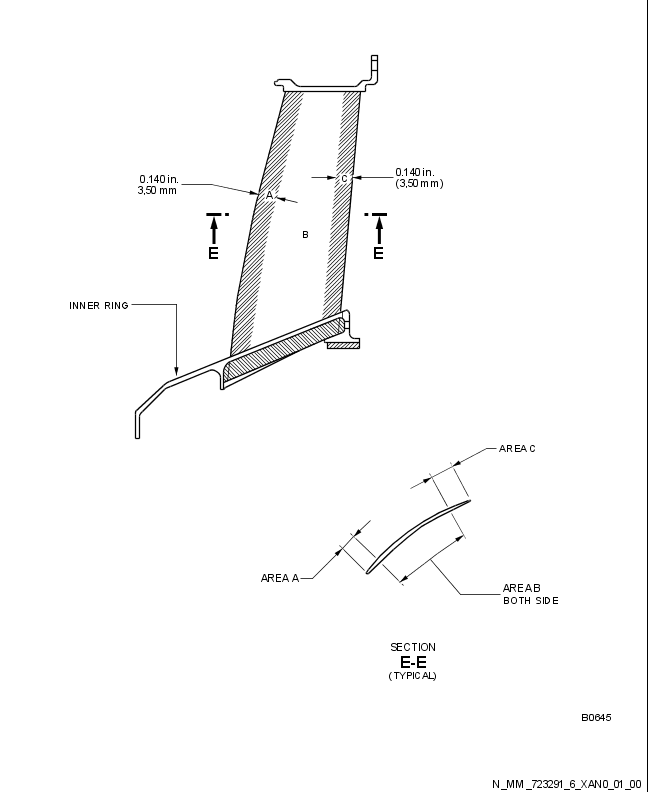 0.140 in.
3,50 mm
A
C
0.140 in.
(3,50 mm)
B
E
E
INNER RING
AREA C
AREA A
AREA B
BOTH SIDE
SECTION
E-E
(TYPICAL)
B0645
N_MM_723291_6_XAN0_01_00